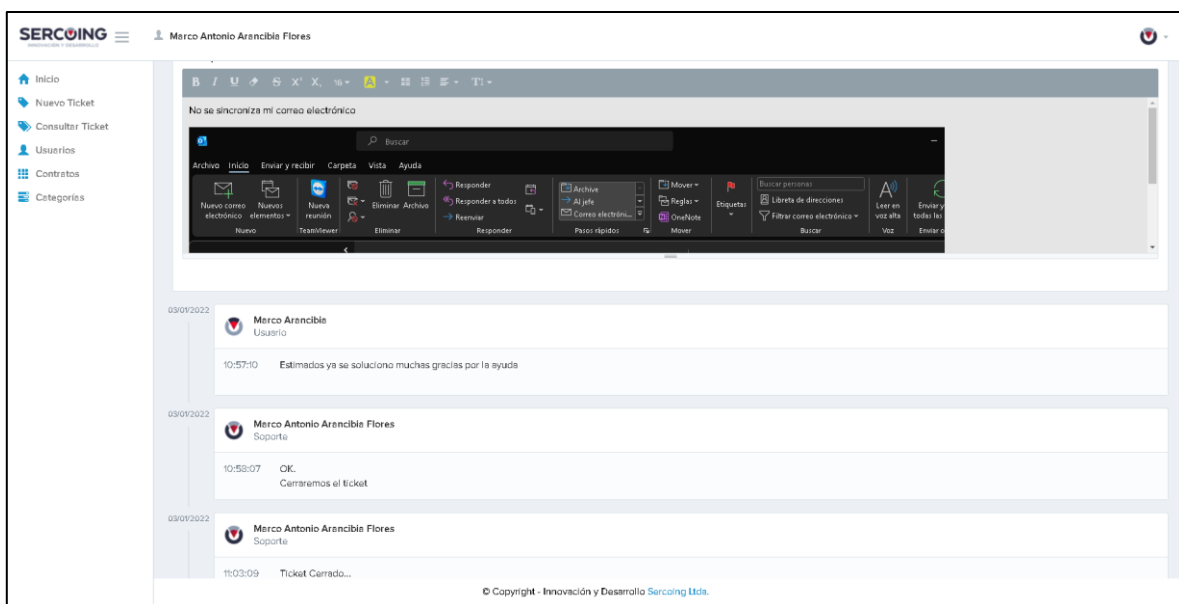 SERCOING
INNOVACIÓN Y DESARROLLO
Marco Antonio Arancibia Flores
Inicio
Nuevo Ticket
Consultar Ticket
Usuarios
Contratos
Categorías
B I U S X' X, 16 A T!
No se sincroniza mi correo electrónico
Buscar
Archivo Inicio Enviar y recibir Carpeta Vista Ayuda
Nuevo correo electrónico
Nuevos elementos
Nueva reunión
Eliminar Archivo
Responder
Responder a todos
Reenviar
Archive
Al jefe
Correo electróni...
Mover
Reglas
OneNote
Etiquetas
Buscar personas
Libreta de direcciones
Filtrar correo electrónico
Leer en voz alta
Enviar y
todas las
Nuevo TeamViewer Eliminar Responder Pasos rápidos Mover Buscar Voz Enviar
03/01/2022
Marco Arancibia
Usuario
10:57:10 Estimados ya se soluciono muchas gracias por la ayuda
03/01/2022
Marco Antonio Arancibia Flores
Soporte
10:58:07 OK.
Cerraremos el ticket
03/01/2022
Marco Antonio Arancibia Flores
Soporte
11:03:09 Ticket Cerrado...
© Copyright - Innovación y Desarrollo Sercoing Ltda.